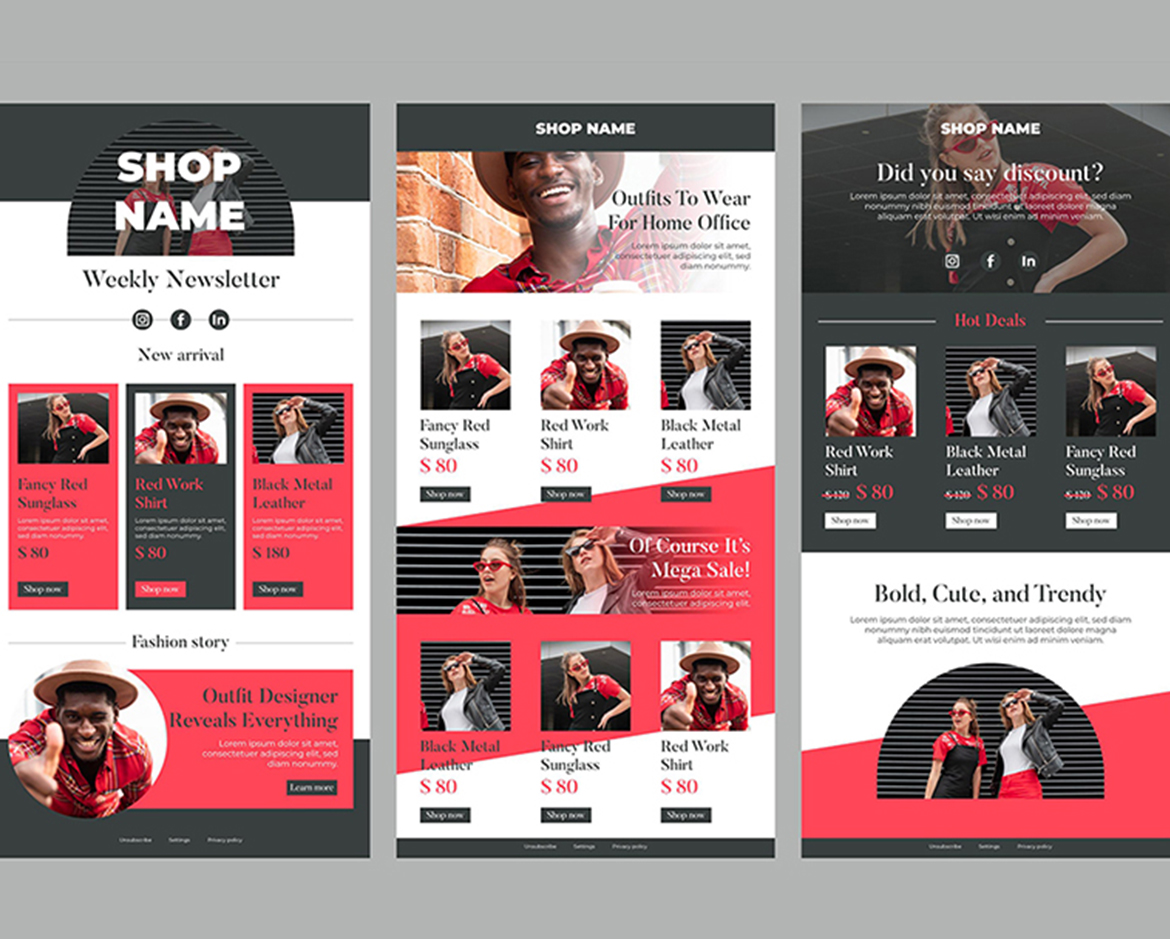 SHOP
NAME
Weekly Newsletter
New arrival
Fancy Red
Sunglass
Lorem ipsum dolor sit amet,
consectetuer adipiscing elit,
sed diam nonummy.
$ 80
Shop now
Red Work
Shirt
Lorem ipsum dolor sit amet,
consectetuer adipiscing elit,
sed diam nonummy.
$ 80
Shop now
Black Metal
Leather
Lorem ipsum dolor sit amet,
consectetuer adipiscing elit,
sed diam nonummy.
$ 180
Shop now
Fashion story
Outfit Designer
Reveals Everything
Lorem ipsum dolor sit amet,
consectetuer adipiscing elit, sed
diam nonummy.
Learn more
Unsubscribe Settings Privacy policy
SHOP NAME
Outfits To Wear
For Home Office
Lorem ipsum dolor sit amet,
consectetuer adipiscing elit, sed
diam nonummy.
Fancy Red
Sunglass
$ 80
Shop now
Red Work
Shirt
$ 80
Shop now
Black Metal
Leather
$ 80
Shop now
Of Course It's
Mega Sale!
Lorem ipsum dolor sit amet,
consectetuer adipiscing elit.
Black Metal
Leather
$ 80
Shop now
Fancy Red
Sunglass
$ 80
Shop now
Red Work
Shirt
$ 80
Shop now
Unsubscribe Settings Privacy policy
SHOP NAME
Did you say discount?
Lorem ipsum dolor sit amet, consectetuer adipiscing elit, sed diam
nonummy nibh euismod tincidunt ut laoreet dolore magna
aliquam erat volutpat. Ut wisi enim ad minim veniam.
in
Hot Deals
Red Work
Shirt
$ 120 $ 80
Shop now
Black Metal
Leather
$ 120 $ 80
Shop now
Fancy Red
Sunglass
$ 120 $ 80
Shop now
Bold, Cute, and Trendy
Lorem ipsum dolor sit amet, consectetuer adipiscing elit, sed diam
nonummy nibh euismod tincidunt ut laoreet dolore magna
aliquam erat volutpat. Ut wisi enim ad minim veniam.
Unsubscribe Settings Privacy policy